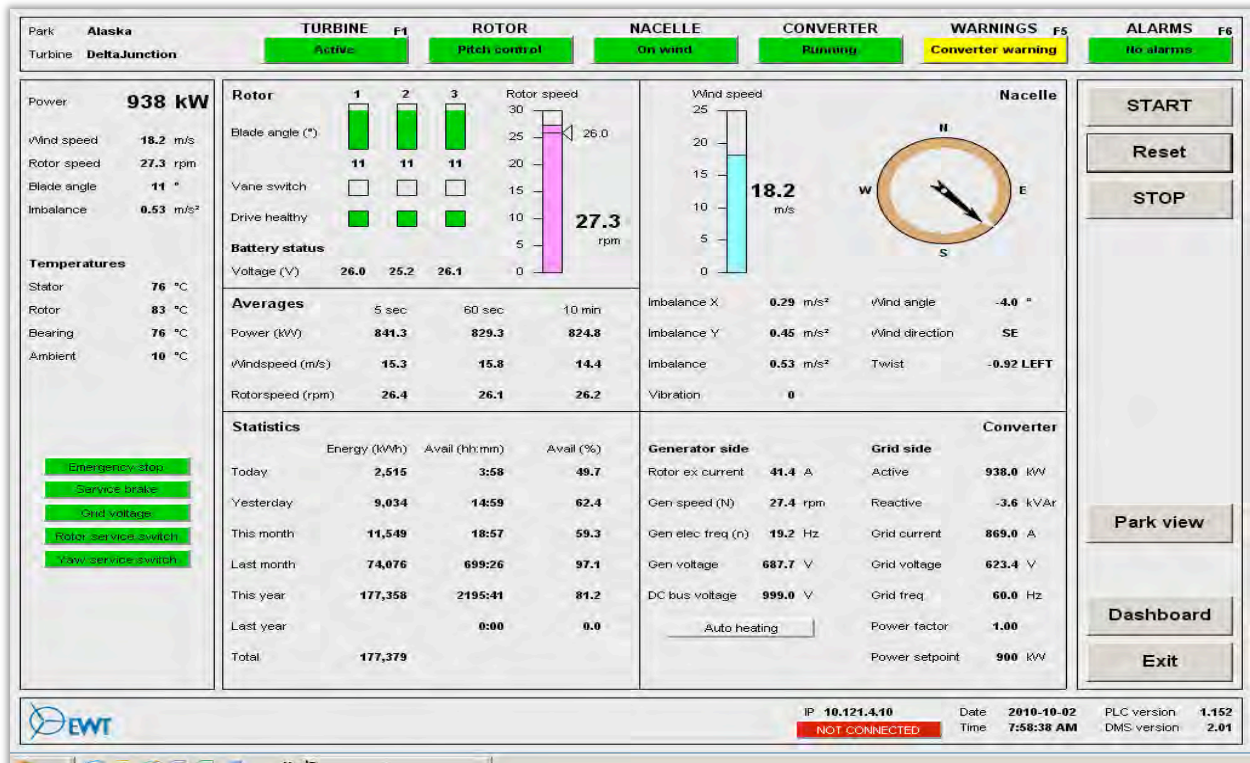 Park Alaska
Turbine DeltaJunction
TURBINE F1
Active
ROTOR
Pitch control
NACELLE
On wind
CONVERTER
Running
WARNINGS F5
Converter warning
ALARMS F6
No alarms
Power 938 kW
Wind speed 18.2 m/s
Rotor speed 27.3 rpm
Blade angle 11 °
Imbalance 0.53 m/s²
Temperatures
Stator 76 °C
Rotor 83 °C
Bearing 76 °C
Ambient 10 °C
Emergency stop
Service brake
Grid voltage
Rotor service switch
Yaw service switch
Rotor 1 2 3
Blade angle (°)
11 11 11
Vane switch
Drive healthy
Battery status
Voltage (V) 26.0 25.2 26.1
Rotor speed
30
25
20
15
10
5
0
26.0
27.3
rpm
Averages 5 sec 60 sec 10 min
Power (kW) 841.3 829.3 824.8
Windspeed (m/s) 15.3 15.8 14.4
Rotorspeed (rpm) 26.4 26.1 26.2
Statistics
Energy (kWh) Avail (hh:mm) Avail (%)
Today 2,515 3:58 49.7
Yesterday 9,034 14:59 62.4
This month 11,549 18:57 59.3
Last month 74,076 699:26 97.1
This year 177,358 2195:41 81.2
Last year 0:00 0.0
Total 177,379
Wind speed
25
20
15
10
5
0
18.2
m/s
Nacelle
N
W E
S
Imbalance X 0.29 m/s² Wind angle -4.0 °
Imbalance Y 0.45 m/s² Wind direction SE
Imbalance 0.53 m/s² Twist -0.92 LEFT
Vibration 0
Converter
Generator side Grid side
Rotor ex current 41.4 A Active 938.0 kW
Gen speed (N) 27.4 rpm Reactive -3.6 kVAr
Gen elec freq (n) 19.2 Hz Grid current 869.0 A
Gen voltage 687.7 V Grid voltage 623.4 V
DC bus voltage 999.0 V Grid freq 60.0 Hz
Auto heating Power factor 1.00
Power setpoint 900 kW
START
Reset
STOP
Park view
Dashboard
Exit
EWT
IP 10.121.4.10 Date 2010-10-02 PLC version 1.152
NOT CONNECTED Time 7:58:38 AM DMS version 2.01